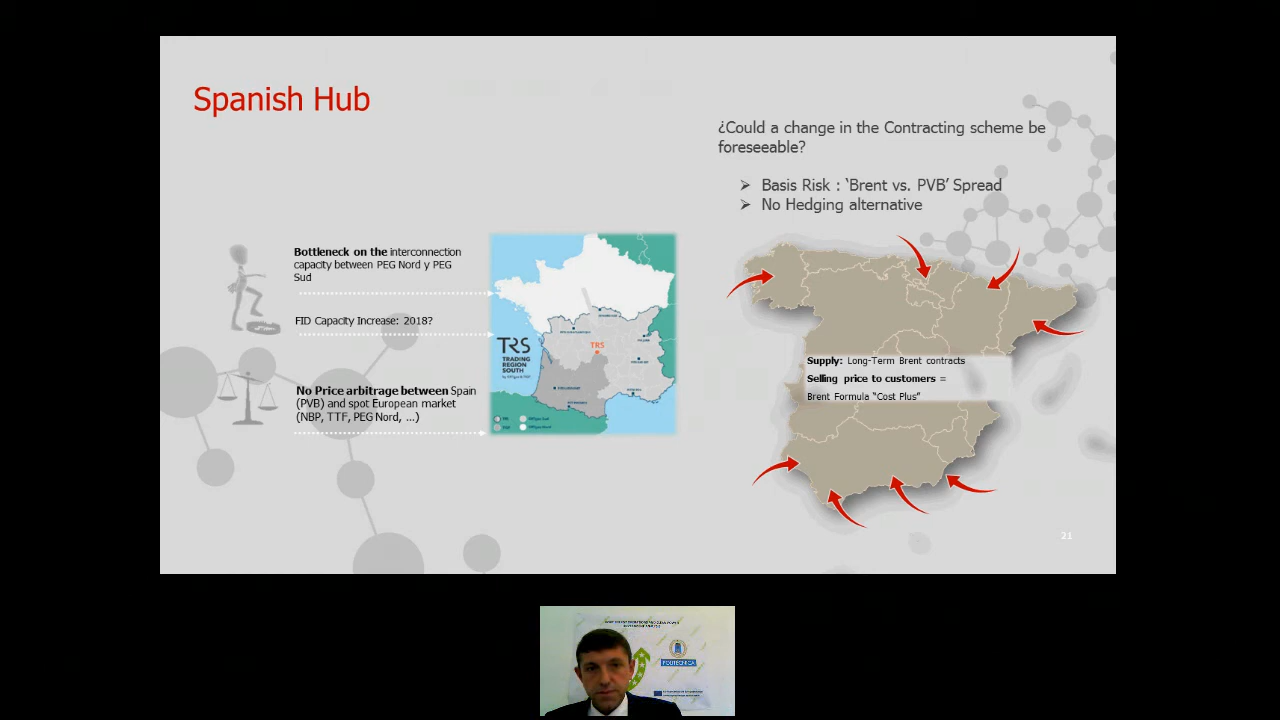 Spanish Hub
¿Could a change in the Contracting scheme be
foreseeable?
➢ Basis Risk : ‘Brent vs. PVB’ Spread
➢ No Hedging alternative
Bottleneck on the interconnection
capacity between PEG Nord y PEG
Sud
FID Capacity Increase: 2018?
No Price arbitrage between Spain
(PVB) and spot European market
(NBP, TTF, PEG Nord, ...)
TRS
TRADING
REGION
SOUTH
TRS
Supply: Long-Term Brent contracts
Selling price to customers =
Brent Formula “Cost Plus”
21
POLITÉCNICA